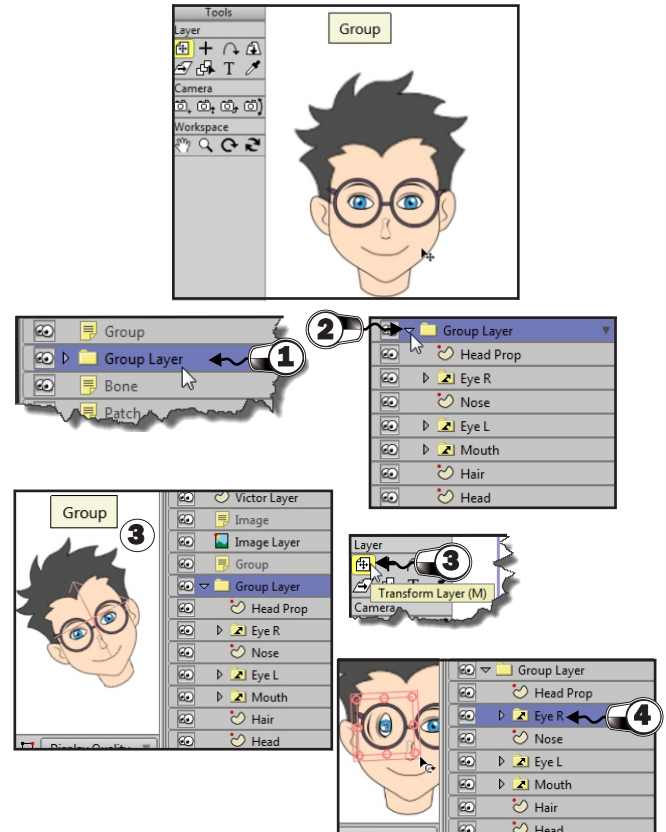 Tools
Group
Layer
T
Camera
Workspace
Group
Group Layer
1
Bone
Patch
2
Group Layer
Head Prop
Eye R
Nose
Eye L
Mouth
Hair
Head
Group
3
Victor Layer
Image
Image Layer
Group
Group Layer
Head Prop
Eye R
Nose
Eye L
Mouth
Hair
Head
Display Quality
Layer
3
Transform Layer (M)
Camera
Group Layer
Head Prop
Eye R
4
Nose
Eye L
Mouth
Hair
Head